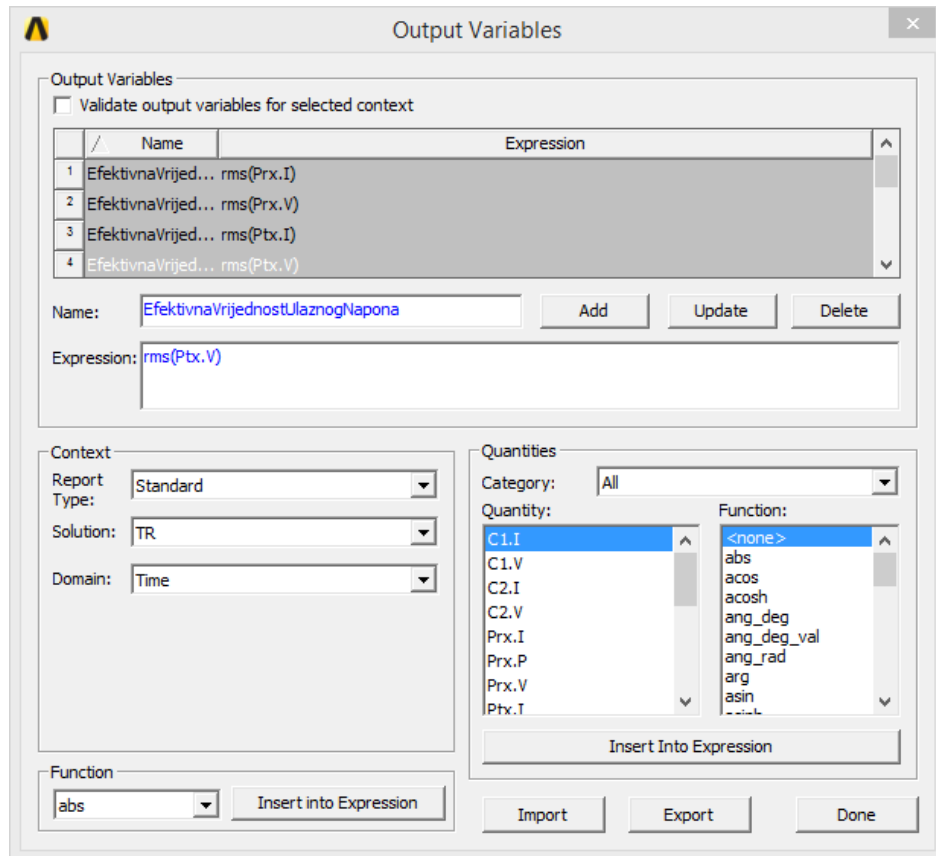 Output Variables
Output Variables
Validate output variables for selected context
Name Expression
1 EfektivnaVrijed... rms(Prx.I)
2 EfektivnaVrijed... rms(Prx.V)
3 EfektivnaVrijed... rms(Ptx.I)
4 EfektivnaVrijed... rms(Ptx.V)
Name: EfektivnaVrijednostUlaznogNapona Add Update Delete
Expression: rms(Ptx.V)
Context
Report Type: Standard
Solution: TR
Domain: Time
Function
abs Insert into Expression
Quantities
Category: All
Quantity: Function:
C1.I <none>
C1.V abs
C2.I acos
C2.V acosh
Prx.I ang_deg
Prx.P ang_deg_val
Prx.V ang_rad
Ptx.I arg
asin
Insert Into Expression
Import Export Done